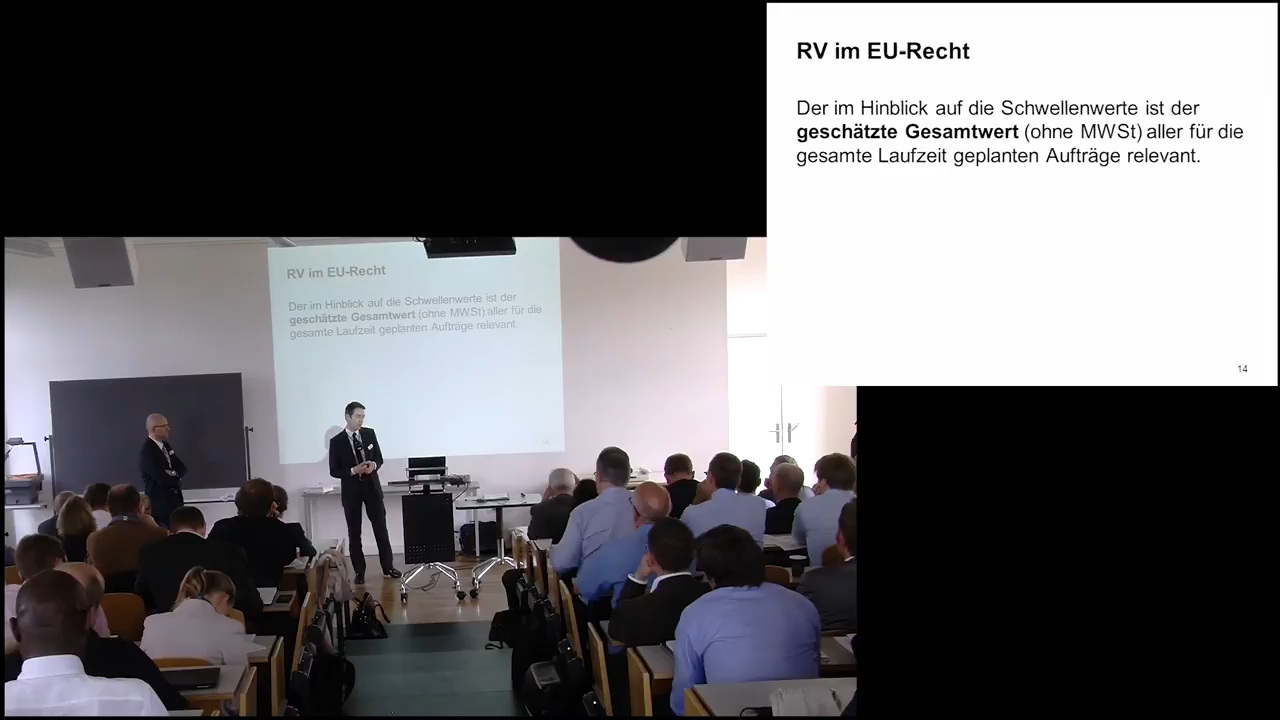 RV im EU-Recht
Der im Hinblick auf die Schwellenwerte ist der
geschätzte Gesamtwert (ohne MWSt) aller für die
gesamte Laufzeit geplanten Aufträge relevant.
14
RV im EU-Recht
Der im Hinblick auf die Schwellenwerte ist der
geschätzte Gesamtwert (ohne MWSt) aller für die
gesamte Laufzeit geplanten Aufträge relevant.